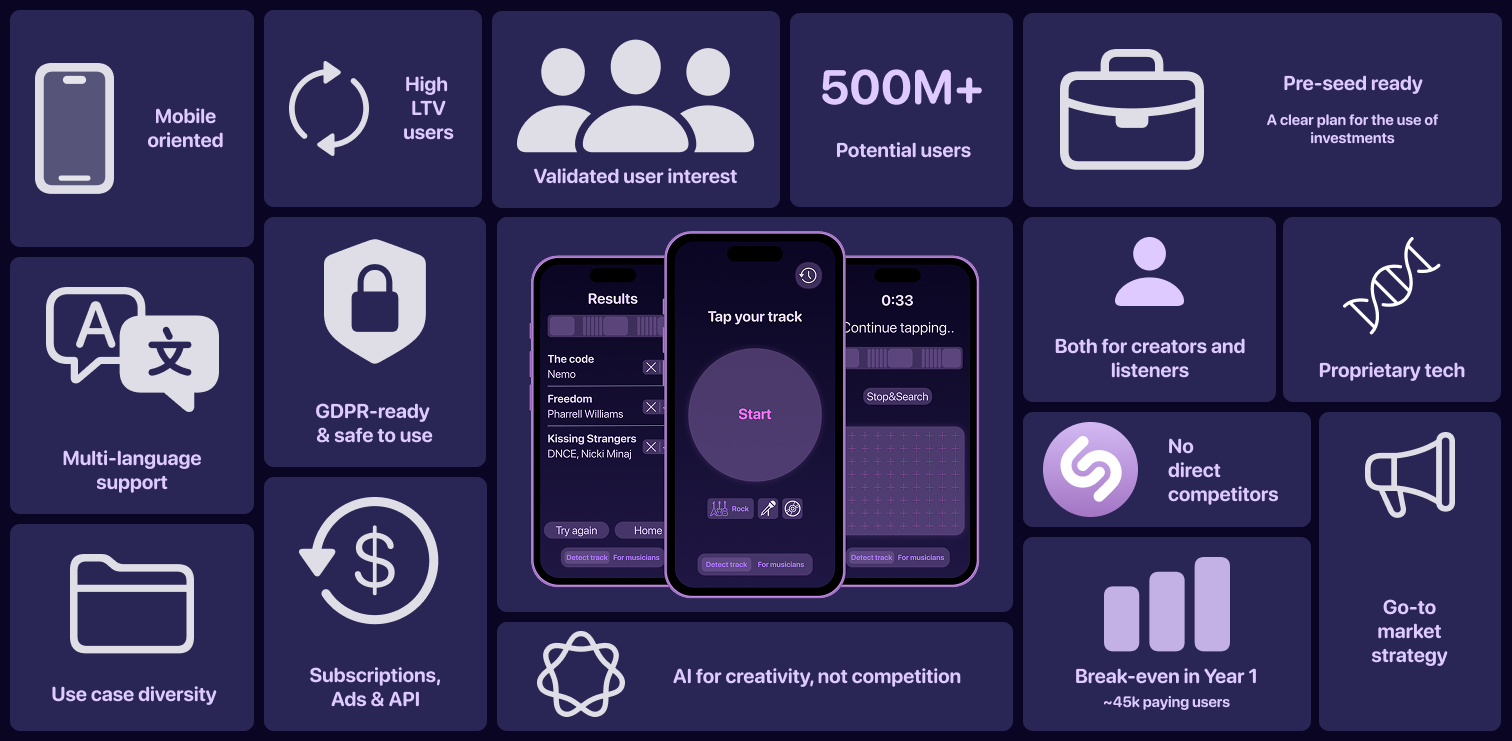 Mobile
oriented
High
LTV
users
Validated user interest
500M+
Potential users
Pre-seed ready
A clear plan for the use of
investments
A
文
Multi-language
support
GDPR-ready
& safe to use
Results
The code
Nemo
Freedom
Pharrell Williams
Kissing Strangers
DNCE, Nicki Minaj
Try again
Home
Detect track
For musicians
Tap your track
Start
Rock
Detect track
For musicians
0:33
Continue tapping..
Stop&Search
Detect track
For musicians
Both for creators and
listeners
Proprietary tech
No
direct
competitors
Go-to
market
strategy
Use case diversity
$
Subscriptions,
Ads & API
AI for creativity, not competition
Break-even in Year 1
~45k paying users